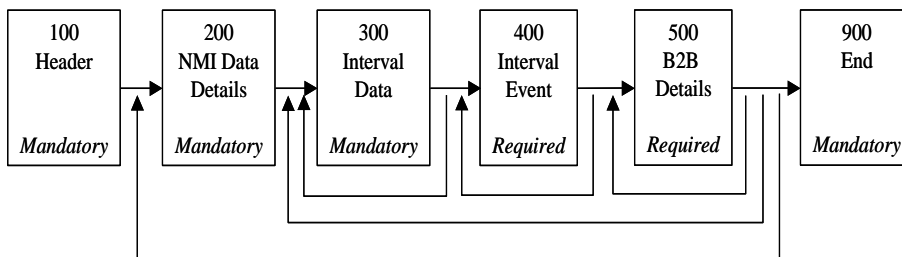 100
Header
Mandatory
200
NMI Data
Details
Mandatory
300
Interval
Data
Mandatory
400
Interval
Event
Required
500
B2B
Details
Required
900
End
Mandatory